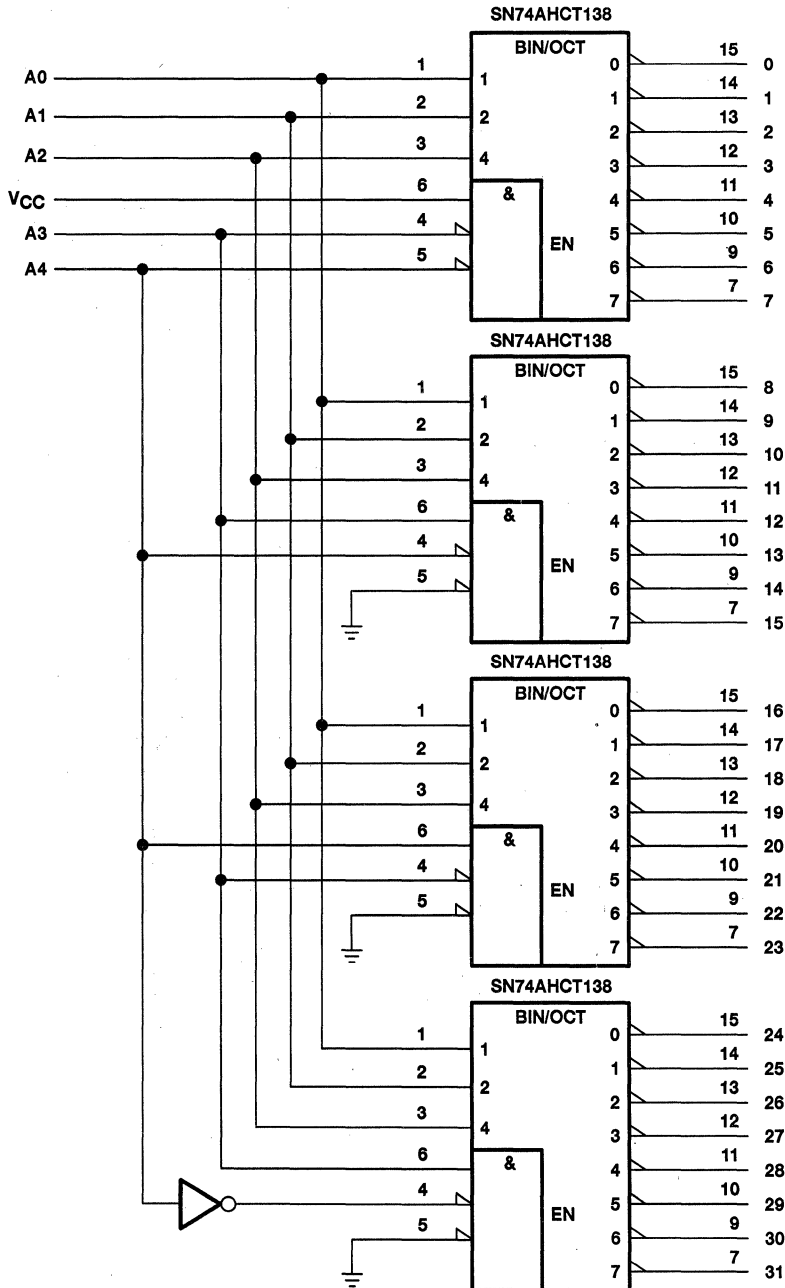 SN74AHCT138
BIN/OCT
A0 1 1 0 15 0
A1 2 2 1 14 1
A2 3 4 2 13 2
3 12 3
VCC 6 & 4 11 4
A3 4 EN 5 10 5
A4 5 6 9 6
7 7 7
SN74AHCT138
BIN/OCT
1 1 0 15 8
2 2 1 14 9
3 4 2 13 10
3 12 11
6 & 4 11 12
4 EN 5 10 13
5 6 9 14
7 7 15
SN74AHCT138
BIN/OCT
1 1 0 15 16
2 2 1 14 17
3 4 2 13 18
3 12 19
6 & 4 11 20
4 EN 5 10 21
5 6 9 22
7 7 23
SN74AHCT138
BIN/OCT
1 1 0 15 24
2 2 1 14 25
3 4 2 13 26
3 12 27
6 & 4 11 28
4 EN 5 10 29
5 6 9 30
7 7 31